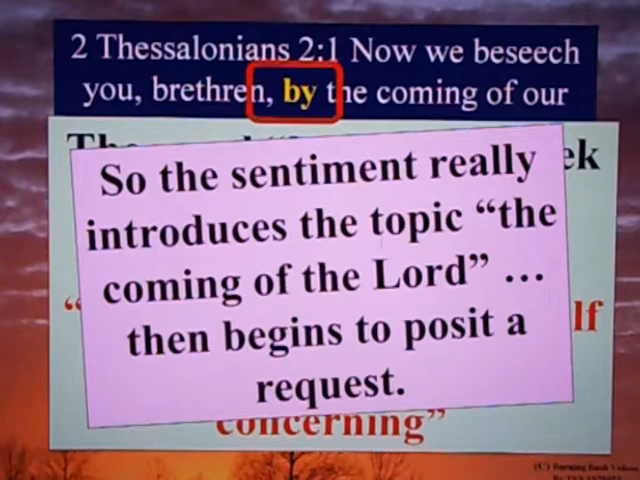 2 Thessalonians 2:1 Now we beseech
you, brethren, by the coming of our
So the sentiment really
introduces the topic “the
coming of the Lord” …
then begins to posit a
request.
concerning”